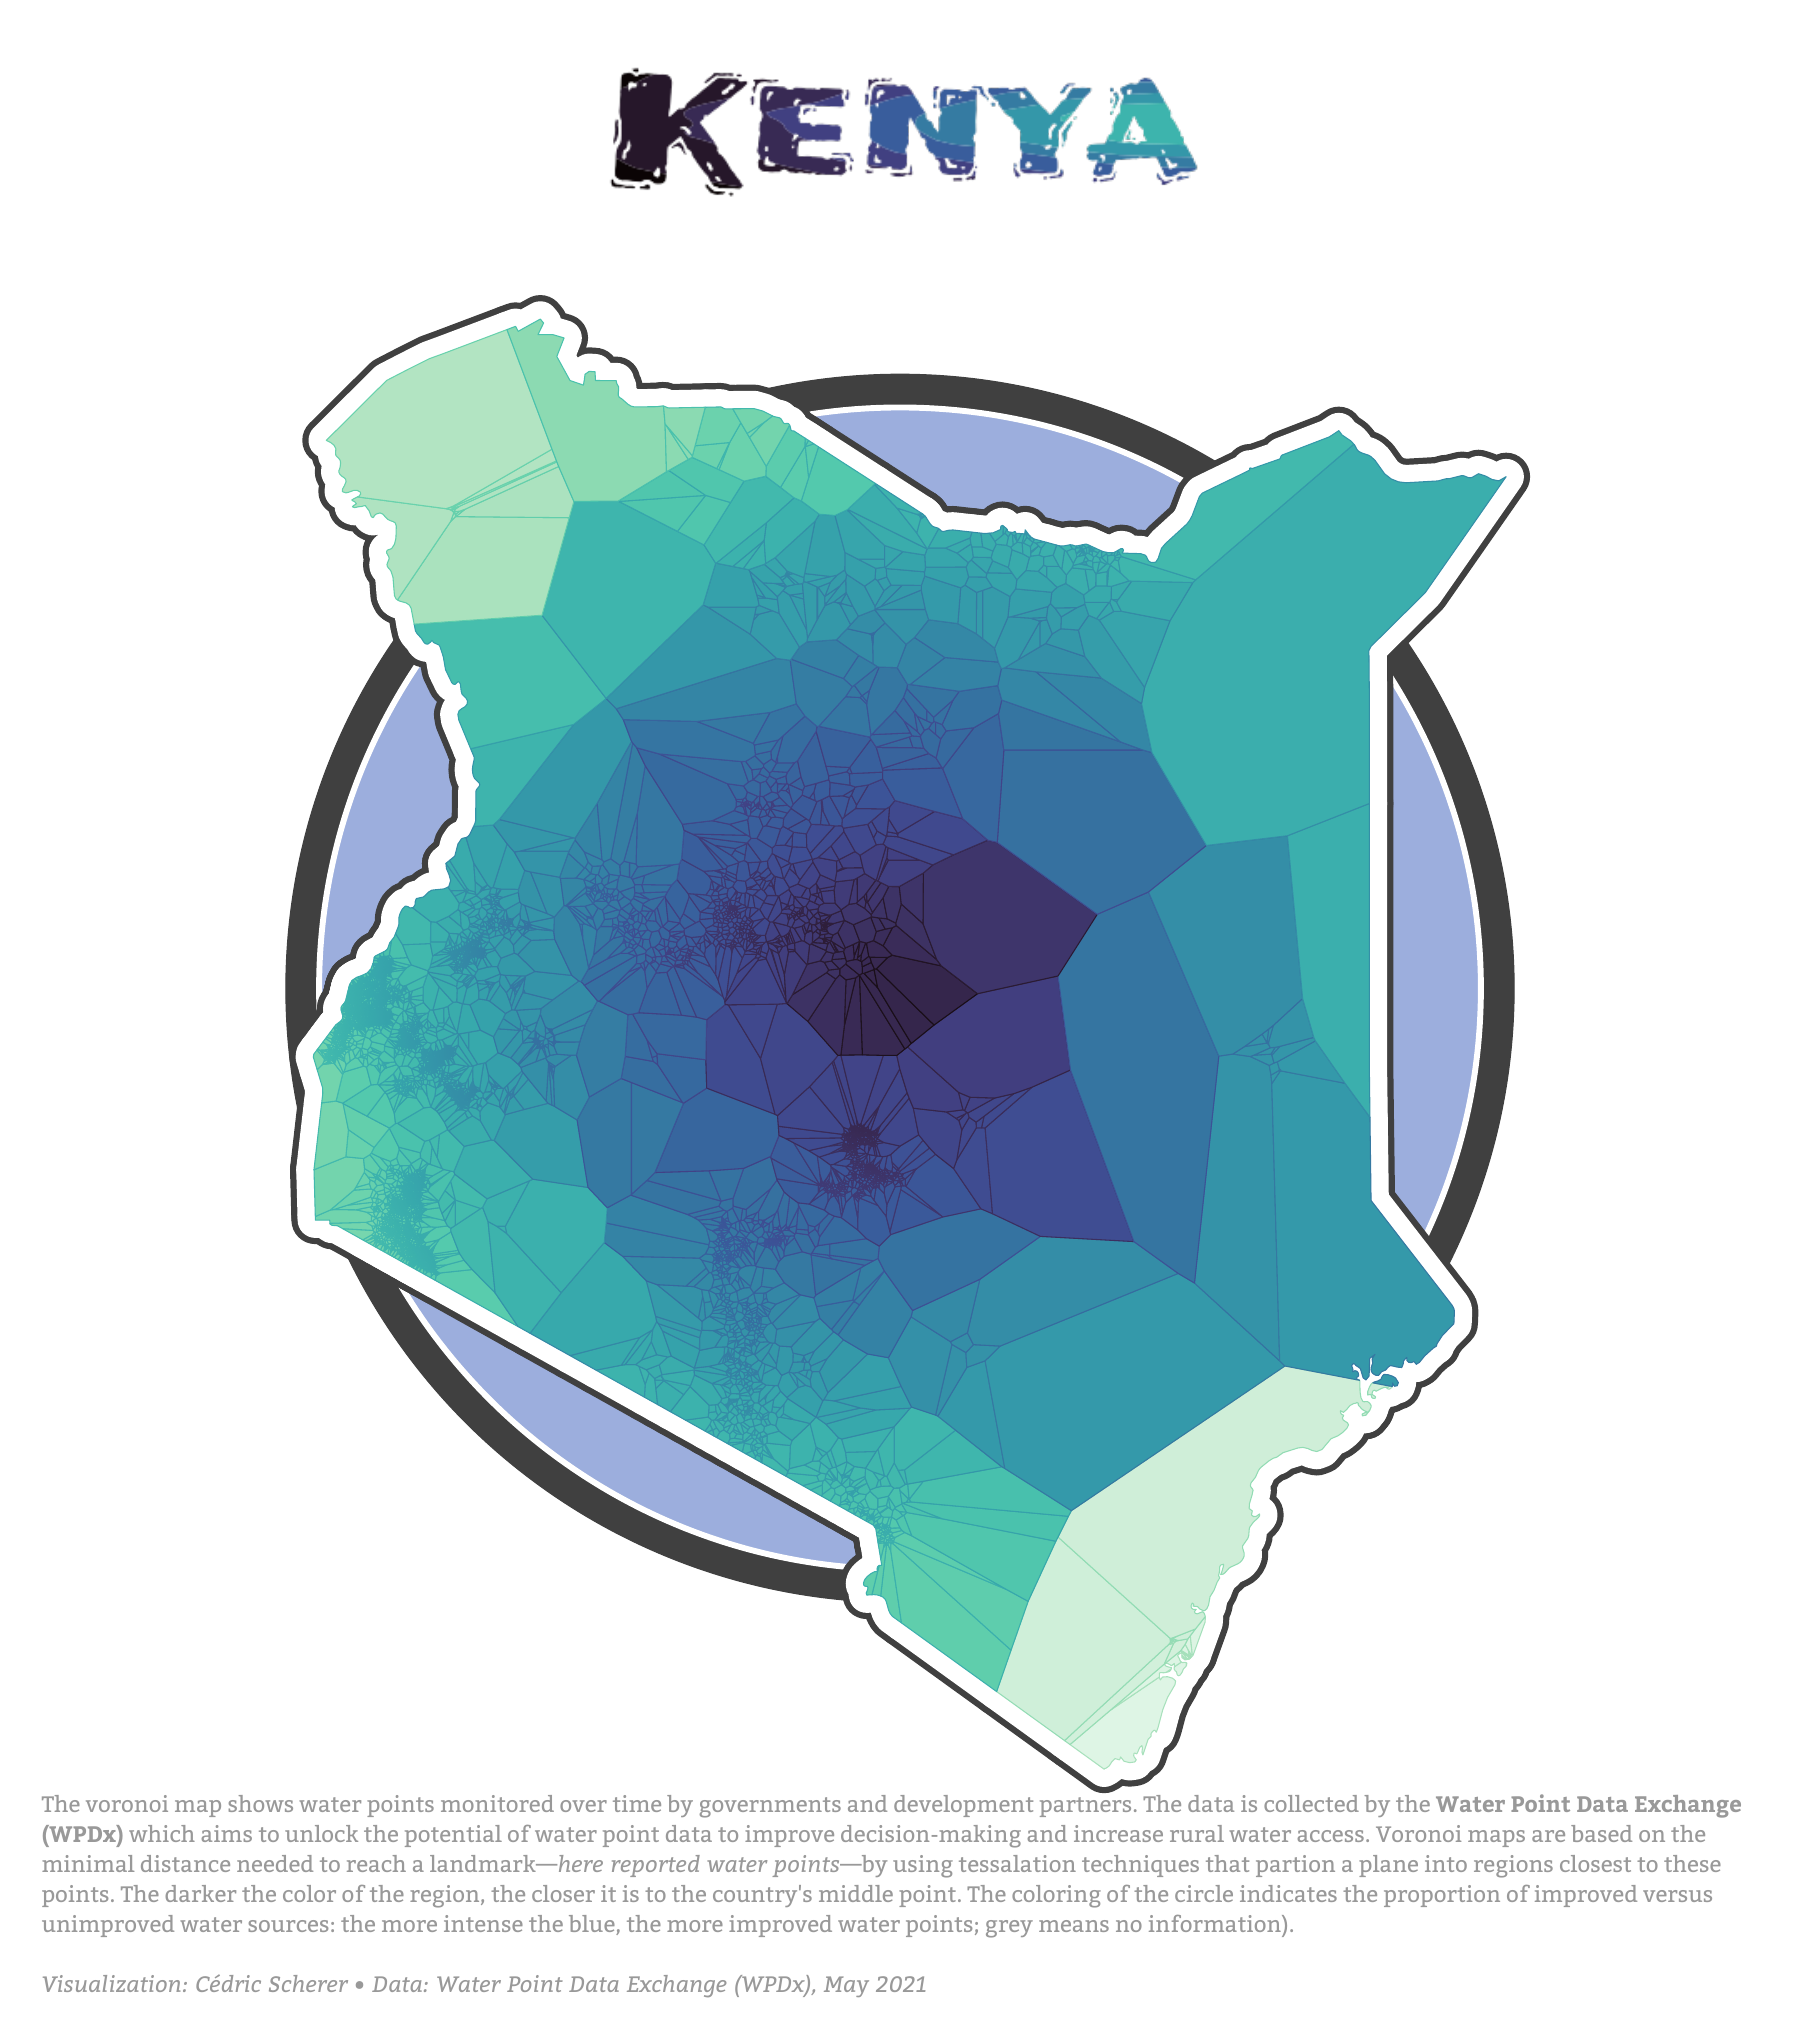 KENYA
The voronoi map shows water points monitored over time by governments and development partners. The data is collected by the Water Point Data Exchange
(WPDx) which aims to unlock the potential of water point data to improve decision-making and increase rural water access. Voronoi maps are based on the
minimal distance needed to reach a landmark—here reported water points—by using tessalation techniques that partion a plane into regions closest to these
points. The darker the color of the region, the closer it is to the country's middle point. The coloring of the circle indicates the proportion of improved versus
unimproved water sources: the more intense the blue, the more improved water points; grey means no information).
Visualization: Cédric Scherer • Data: Water Point Data Exchange (WPDx), May 2021